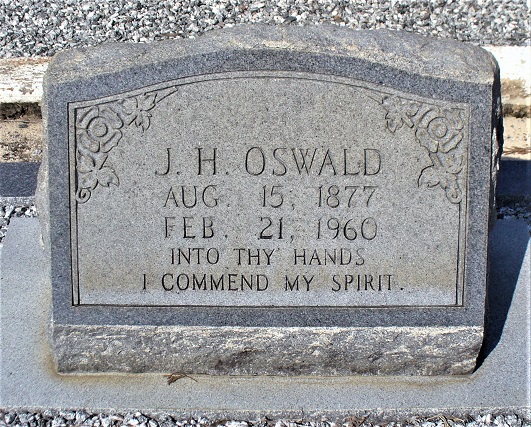 J. H. OSWALD
AUG. 15, 1877
FEB. 21, 1960
INTO THY HANDS
I COMMEND MY SPIRIT.